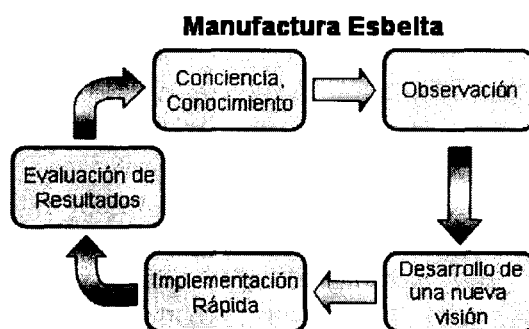 Manufactura Esbelta
Conciencia,
Conocimiento
Observación
Evaluación de
Resultados
Implementación
Rápida
Desarrollo de
una nueva
visión